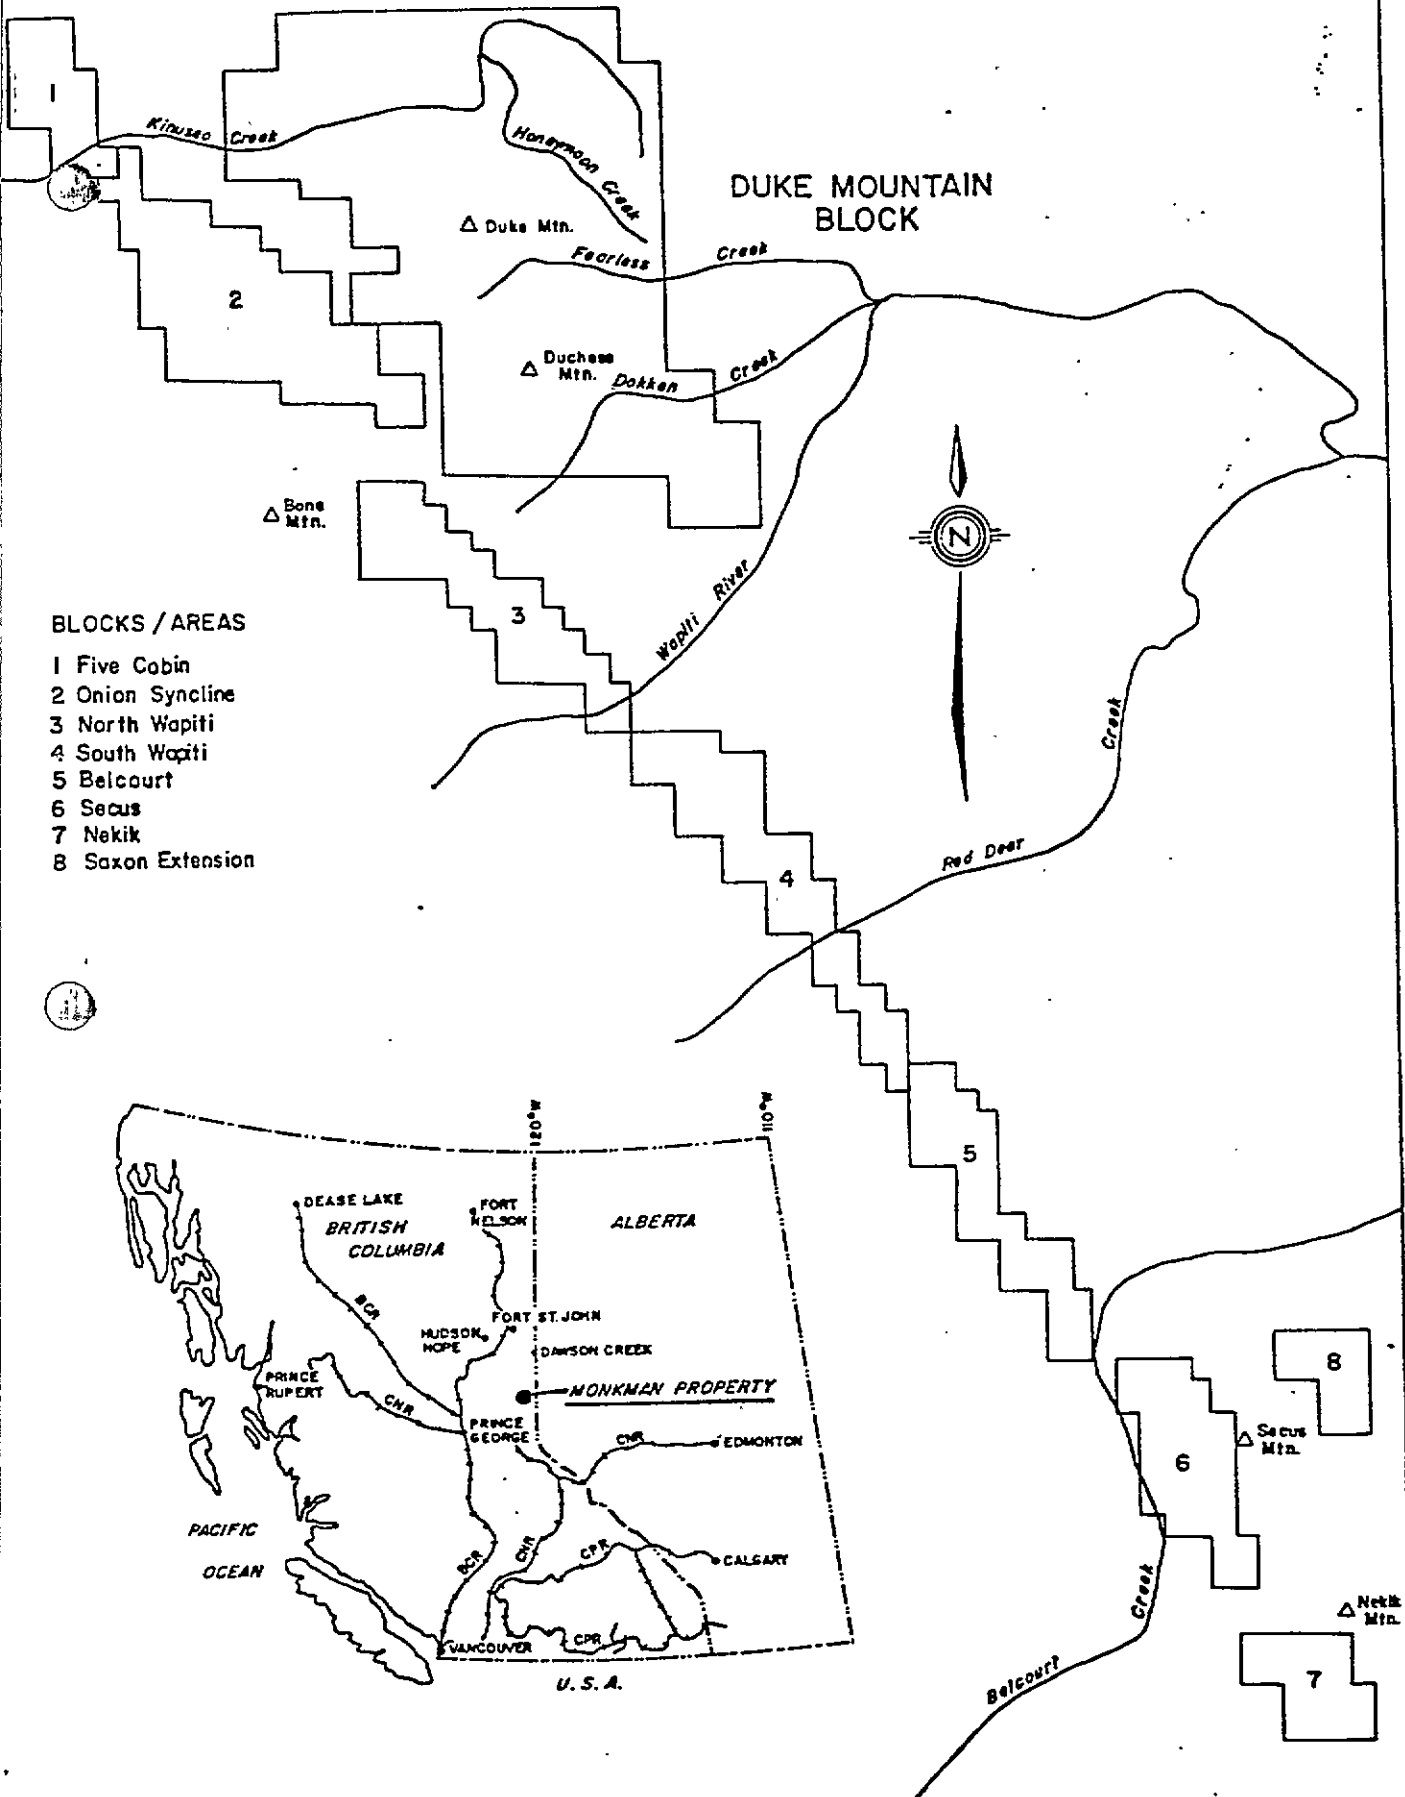 1
Kinuseo Creek
Honeymoon Creek
DUKE MOUNTAIN
BLOCK
Duke Mtn.
Fearless Creek
2
Duchess
Mtn.
Dokken Creek
Bone
Mtn.
N
3
Wapiti River
BLOCKS / AREAS
1 Five Cabin
2 Onion Syncline
3 North Wapiti
4 South Wapiti
5 Belcourt
6 Secus
7 Nekik
8 Saxon Extension
Red Deer Creek
4
5
120°W
110°W
DEASE LAKE
FORT
NELSON
BRITISH
COLUMBIA
ALBERTA
BCR
FORT ST. JOHN
HUDSON
HOPE
DAWSON CREEK
PRINCE
RUPERT
CNR
MONKMAN PROPERTY
PRINCE
GEORGE
CNR
EDMONTON
PACIFIC
OCEAN
BCR
CNR
CPR
CALGARY
VANCOUVER
CPR
U.S.A.
8
Secus
Mtn.
6
Belcourt Creek
Nekik
Mtn.
7